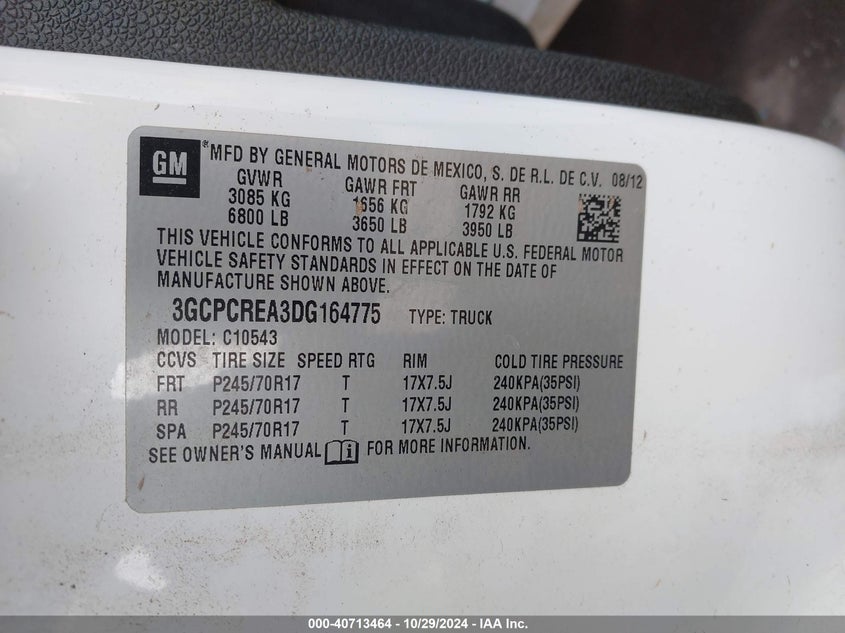 GM ® MFD BY GENERAL MOTORS DE MEXICO, S. DE R.L. DE C.V. 08/12
GVWR GAWR FRT GAWR RR
3085 KG 1656 KG 1792 KG
6800 LB 3650 LB 3950 LB
THIS VEHICLE CONFORMS TO ALL APPLICABLE U.S. FEDERAL MOTOR
VEHICLE SAFETY STANDARDS IN EFFECT ON THE DATE OF
MANUFACTURE SHOWN ABOVE.
3GCPCREA3DG164775 TYPE: TRUCK
MODEL: C10543
CCVS TIRE SIZE SPEED RTG RIM COLD TIRE PRESSURE
FRT P245/70R17 T 17X7.5J 240KPA(35PSI)
RR P245/70R17 T 17X7.5J 240KPA(35PSI)
SPA P245/70R17 T 17X7.5J 240KPA(35PSI)
SEE OWNER'S MANUAL i FOR MORE INFORMATION.
000-40713464 - 10/29/2024 - IAA Inc.